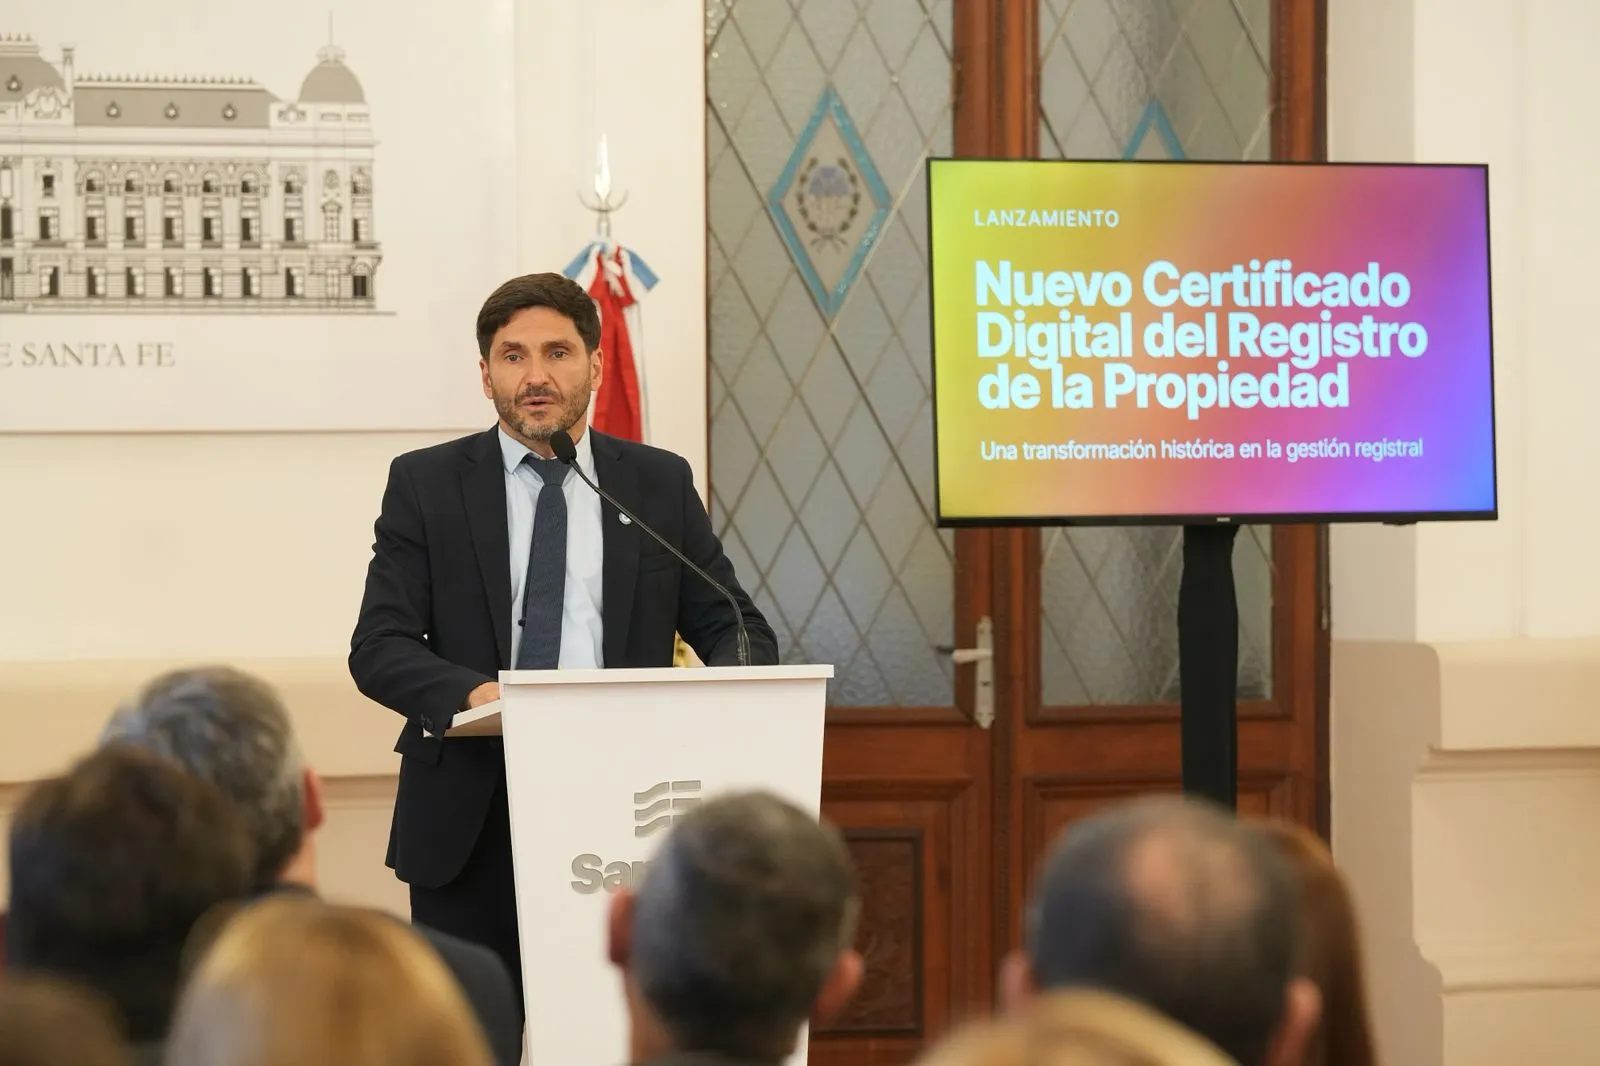 E SANTA FE
LANZAMIENTO
Nuevo Certificado
Digital del Registro
de la Propiedad
Una transformación histórica en la gestión registral